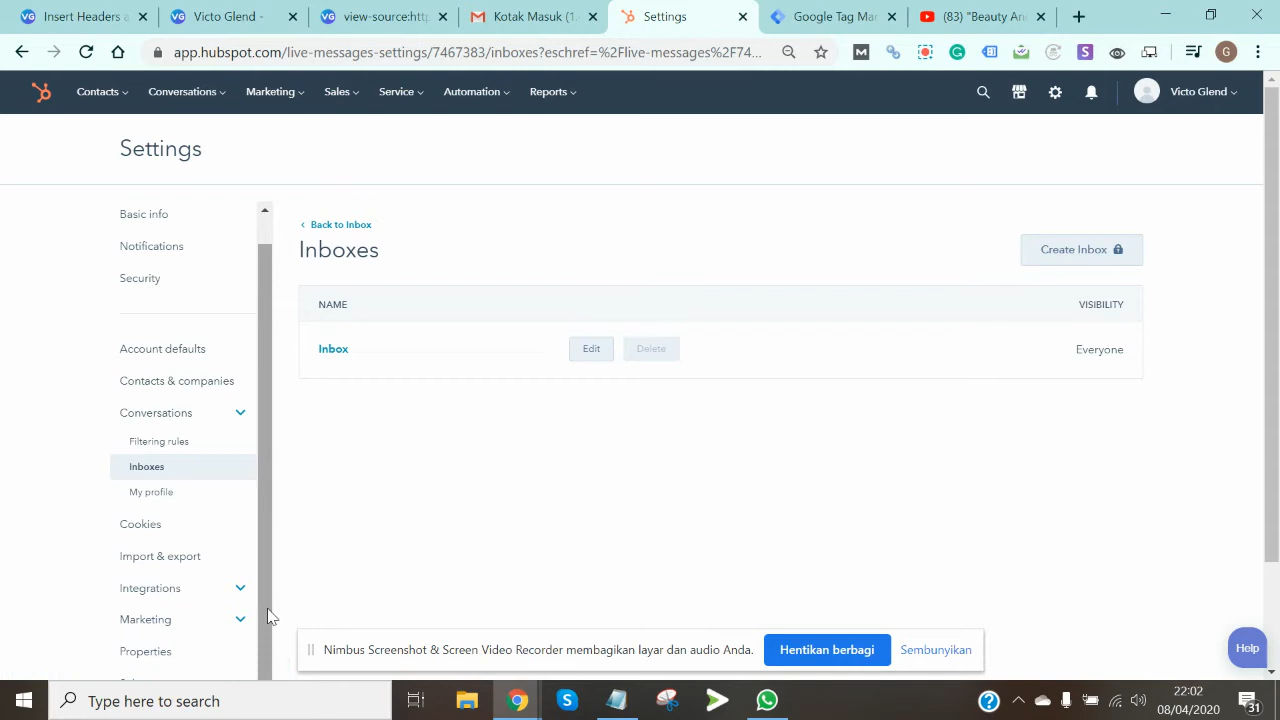 Insert Headers a
Victo Glend -
view-source:http
Kotak Masuk (1.
Settings
Google Tag Ma
(83) "Beauty An
app.hubspot.com/live-messages-settings/7467383/inboxes?eschref=%2Flive-messages%2F74...
Contacts
Conversations
Marketing
Sales
Service
Automation
Reports
Victo Glend
Settings
Basic info
Notifications
Security
Account defaults
Contacts & companies
Conversations
Filtering rules
Inboxes
My profile
Cookies
Import & export
Integrations
Marketing
Properties
Back to Inbox
Inboxes
Create Inbox
NAME
VISIBILITY
Inbox
Edit
Delete
Everyone
Nimbus Screenshot & Screen Video Recorder membagikan layar dan audio Anda.
Hentikan berbagi
Sembunyikan
Help
Type here to search
22:02
08/04/2020
31